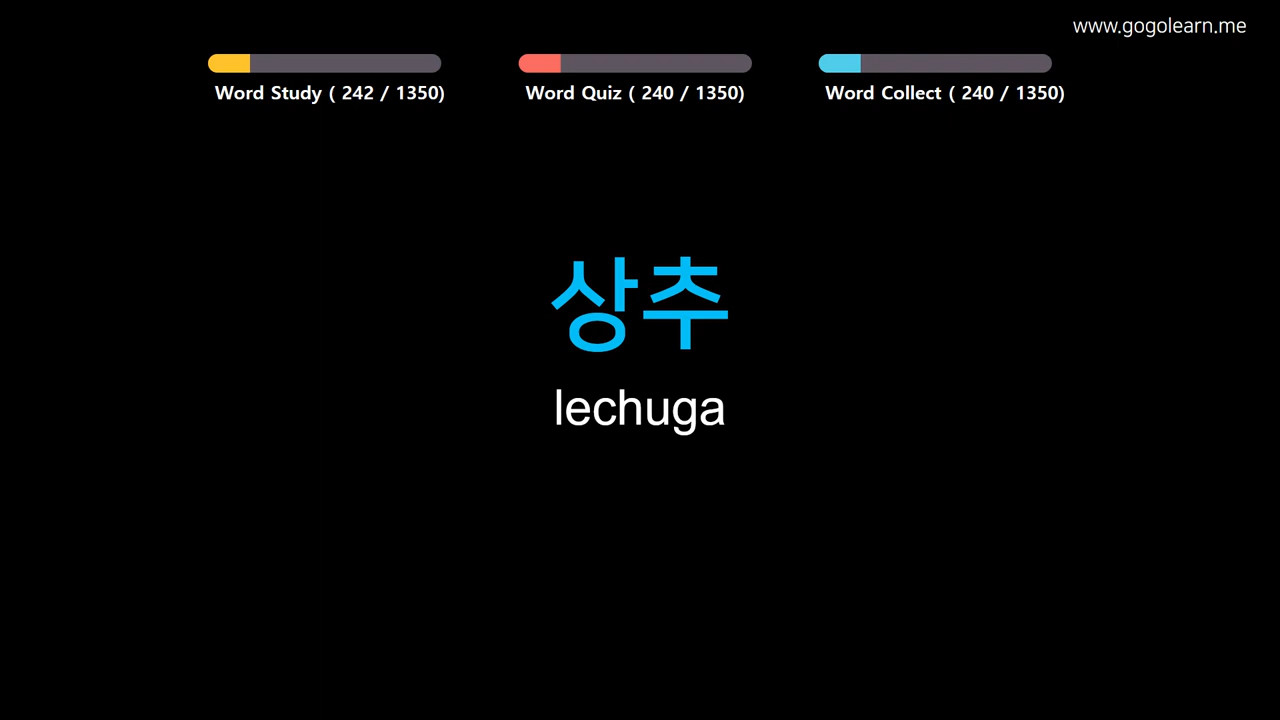 www.gogolearn.me
Word Study ( 242 / 1350)
Word Quiz ( 240 / 1350)
Word Collect ( 240 / 1350)
상추
lechuga